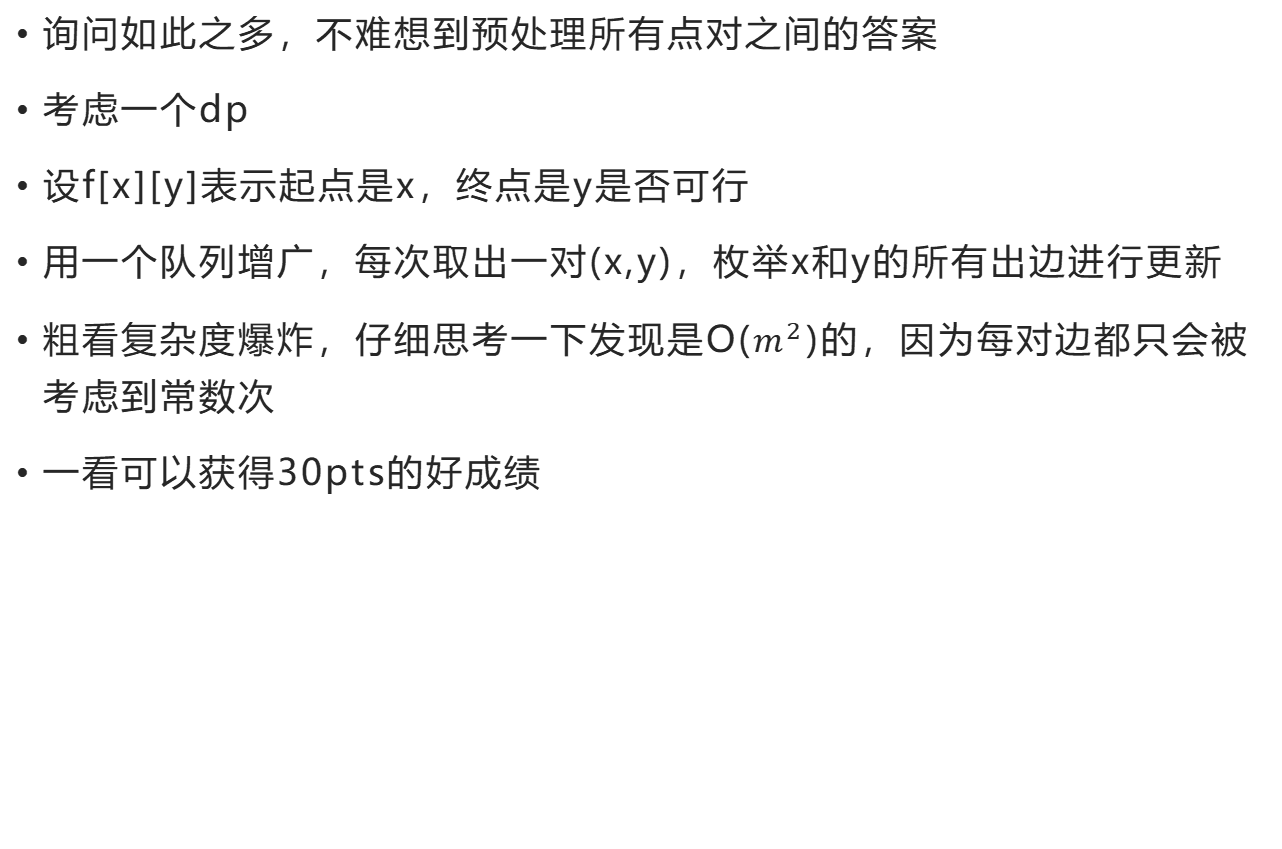 • 询问如此之多，不难想到预处理所有点对之间的答案
• 考虑一个dp
• 设f[x][y]表示起点是x，终点是y是否可行
• 用一个队列增广，每次取出一对(x,y)，枚举x和y的所有出边进行更新
• 粗看复杂度爆炸，仔细思考一下发现是O(m²)的，因为每对边都只会被
考虑到常数次
• 一看可以获得30pts的好成绩